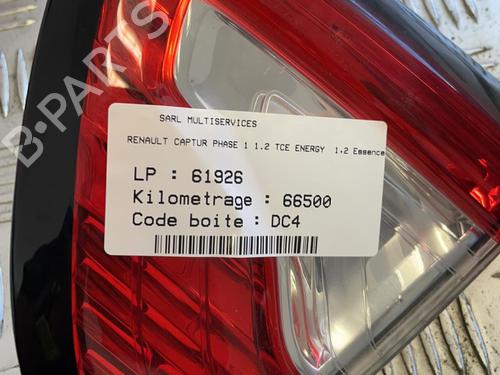 SARL MULTISERVICES
RENAULT CAPTUR PHASE 1 1.2 TCE ENERGY 1.2 Essence
LP : 61926
Kilometrage : 66500
Code boite : DC4
B-PARTS